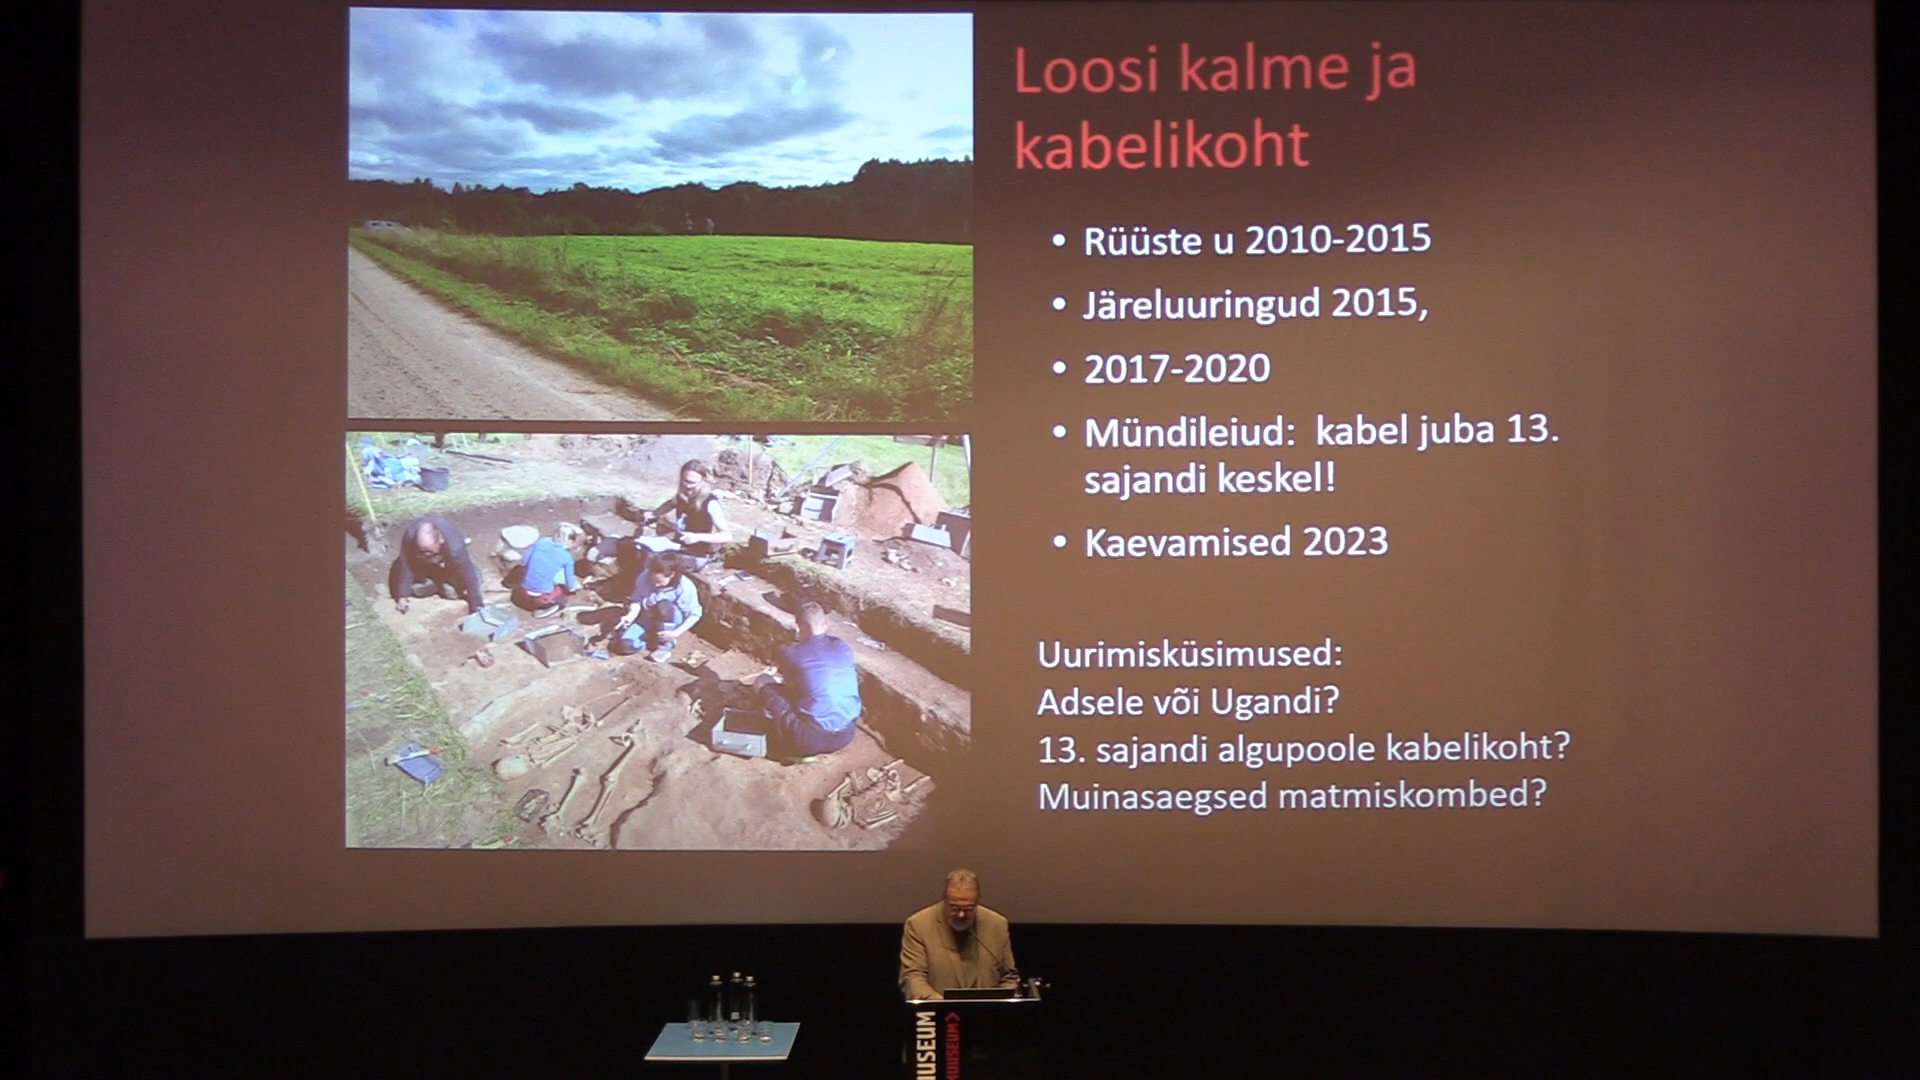 Loosi kalme ja
kabelikoht
• Rüüste u 2010-2015
• Järeluuringud 2015,
• 2017-2020
• Mündileiud: kabel juba 13.
sajandi keskel!
• Kaevamised 2023
Uurimisküsimused:
Adsele või Ugandi?
13. sajandi algupoole kabelikoht?
Muinasaegsed matmiskombed?
MUSEUM
MUUSEUM